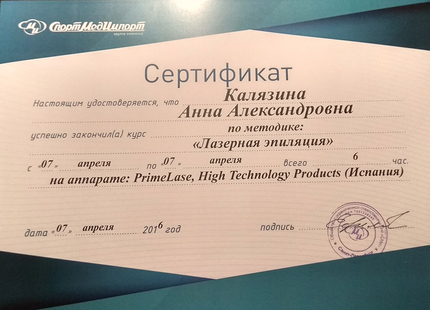 СпортМедИмпорт
Сертификат
Настоящим удостоверяется, что Калязина
Анна Александровна
успешно закончил(а) курс по методике:
«Лазерная эпиляция»
с «07» апреля по «07» апреля всего 6 час.
на аппарате: PrimeLase, High Technology Products (Испания)
дата «07» апреля 2016 год подпись